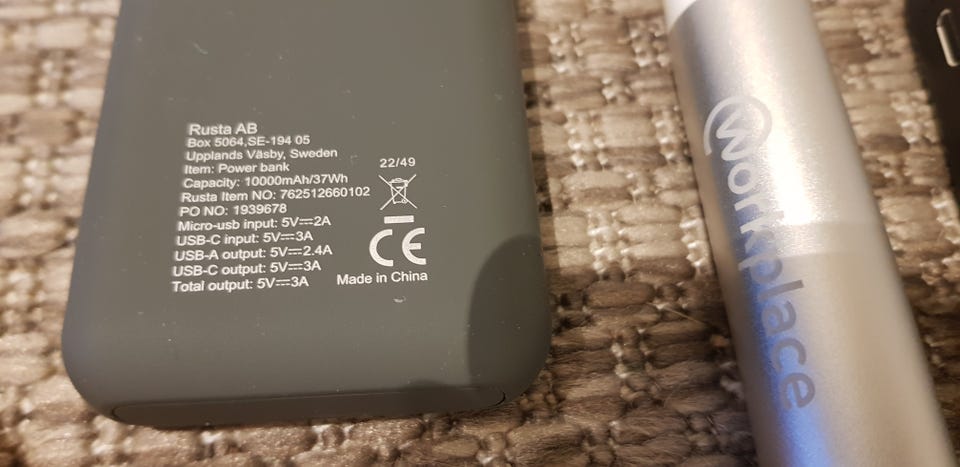 Rusta AB
Box 5064,SE-194 05
Upplands Väsby, Sweden
Item: Power bank
Capacity: 10000mAh/37Wh
Rusta Item NO: 762512660102
PO NO: 1939678
Micro-usb input: 5V⎓2A
USB-C input: 5V⎓3A
USB-A output: 5V⎓2.4A
USB-C output: 5V⎓3A
Total output: 5V⎓3A
22/49
CE
Made in China
workplace